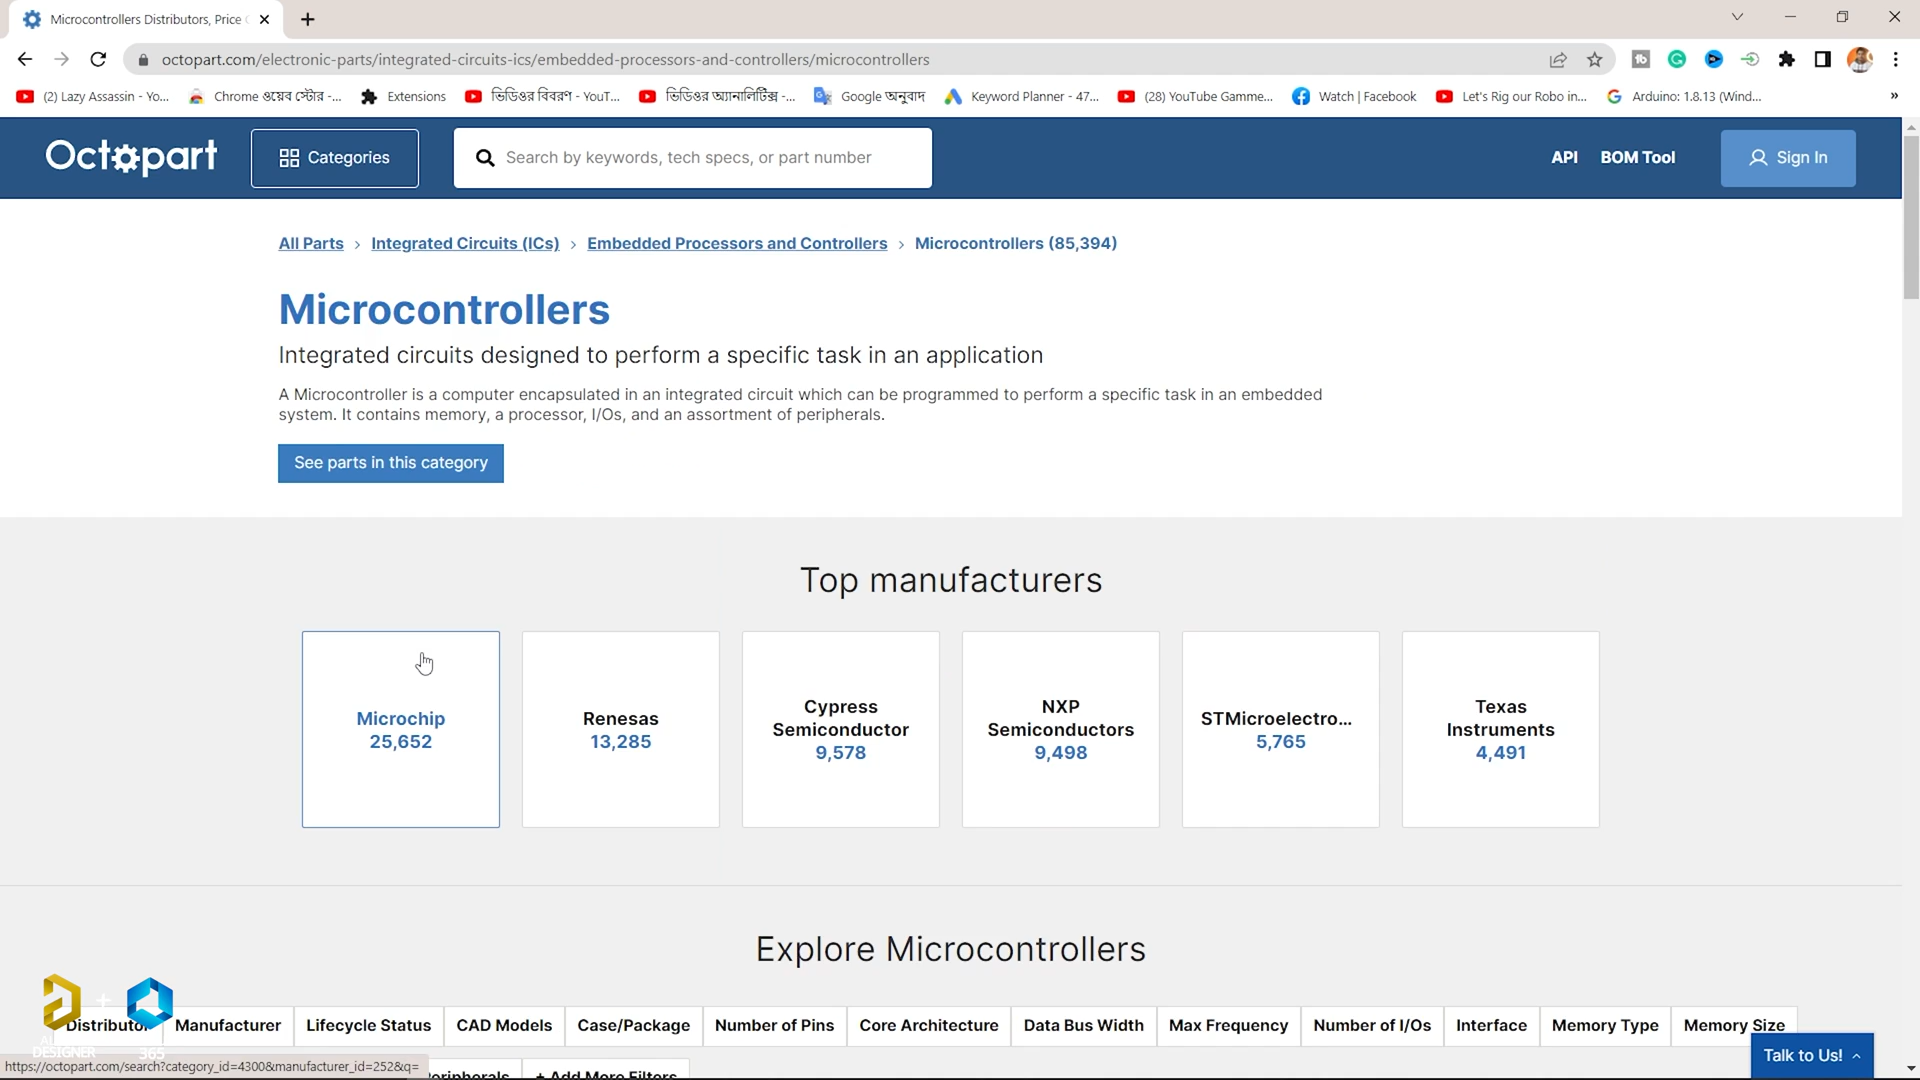 Microcontrollers Distributors, Price
octopart.com/electronic-parts/integrated-circuits-ics/embedded-processors-and-controllers/microcontrollers
(2) Lazy Assassin - Yo...
Chrome ওয়েব স্টোর -...
Extensions
ভিডিওর বিবরণ - YouT...
ভিডিওর অ্যানালিটিক্স -...
Google অনুবাদ
Keyword Planner - 47...
(28) YouTube Gamme...
Watch | Facebook
Let's Rig our Robo in...
Arduino: 1.8.13 (Wind...
»
Octopart
Categories
Search by keywords, tech specs, or part number
API
BOM Tool
Sign In
All Parts > Integrated Circuits (ICs) > Embedded Processors and Controllers > Microcontrollers (85,394)
Microcontrollers
Integrated circuits designed to perform a specific task in an application
A Microcontroller is a computer encapsulated in an integrated circuit which can be programmed to perform a specific task in an embedded
system. It contains memory, a processor, I/Os, and an assortment of peripherals.
See parts in this category
Top manufacturers
Microchip
25,652
Renesas
13,285
Cypress
Semiconductor
9,578
NXP
Semiconductors
9,498
STMicroelectro...
5,765
Texas
Instruments
4,491
Explore Microcontrollers
Distributor
Manufacturer
Lifecycle Status
CAD Models
Case/Package
Number of Pins
Core Architecture
Data Bus Width
Max Frequency
Number of I/Os
Interface
Memory Type
Memory Size
DESIGNER
365
https://octopart.com/search?category_id=4300&manufacturer_id=252&q=
Peripherals
+ Add More Filters
Talk to Us!